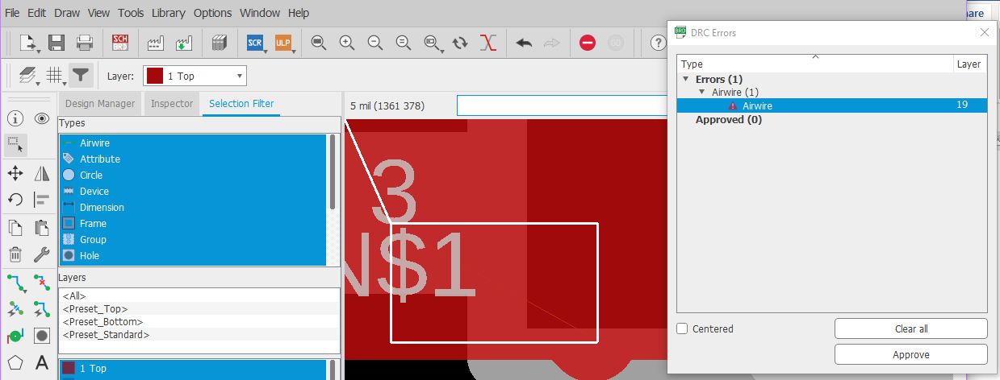 File Edit Draw View Tools Library Options Window Help
are
DRC Errors
SCH
BRD
SCR
ULP
GO
Layer: 1 Top
Type Layer
Errors (1)
Airwire (1)
Airwire 19
Approved (0)
Design Manager Inspector Selection Filter
5 mil (1361 378)
Types
Airwire
Attribute
Circle
Device
Dimension
Frame
Group
Hole
3
N$1
Layers
<All>
<Preset_Top>
<Preset_Bottom>
<Preset_Standard>
1 Top
Centered
Clear all
Approve